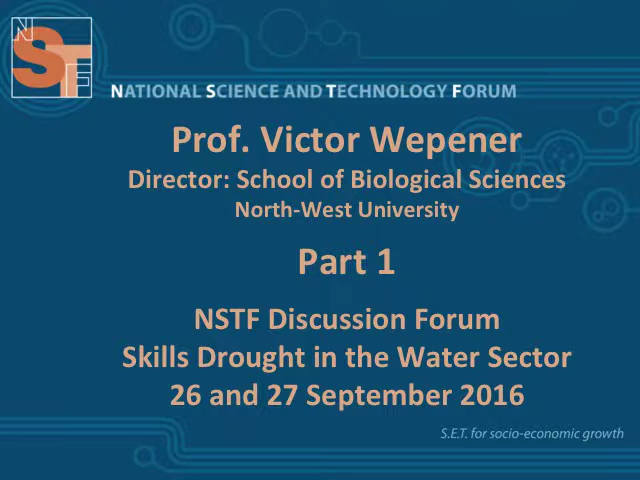 NSTF
NATIONAL SCIENCE AND TECHNOLOGY FORUM
Prof. Victor Wepener
Director: School of Biological Sciences
North-West University
Part 1
NSTF Discussion Forum
Skills Drought in the Water Sector
26 and 27 September 2016
S.E.T. for socio-economic growth